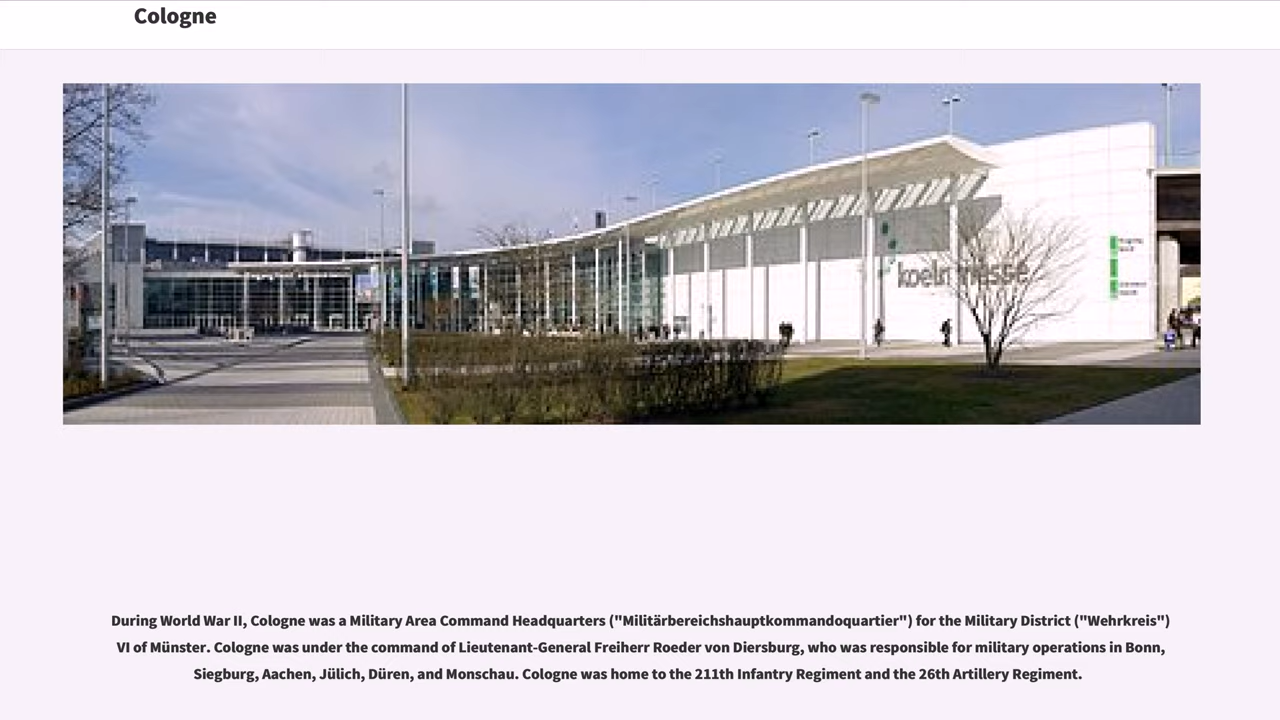 Cologne
koelnmesse
During World War II, Cologne was a Military Area Command Headquarters ("Militärbereichshauptkommandoquartier") for the Military District ("Wehrkreis")
VI of Münster. Cologne was under the command of Lieutenant-General Freiherr Roeder von Diersburg, who was responsible for military operations in Bonn,
Siegburg, Aachen, Jülich, Düren, and Monschau. Cologne was home to the 211th Infantry Regiment and the 26th Artillery Regiment.